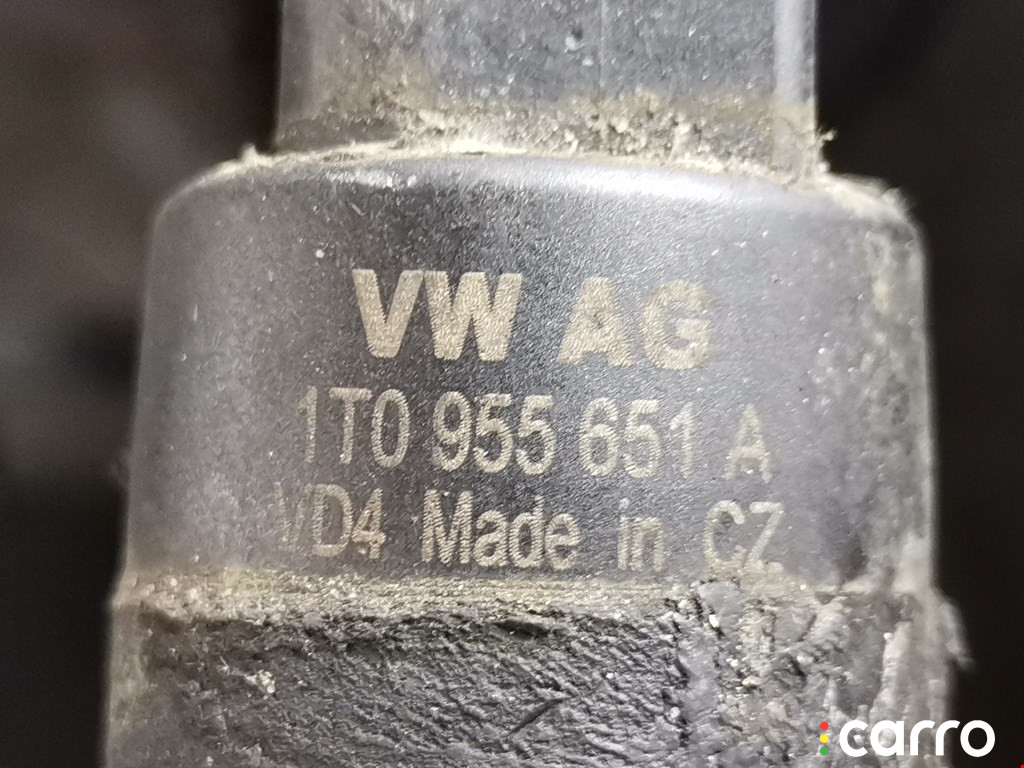 VW AG
1T0 955 651 A
VD4 Made in CZ
carro